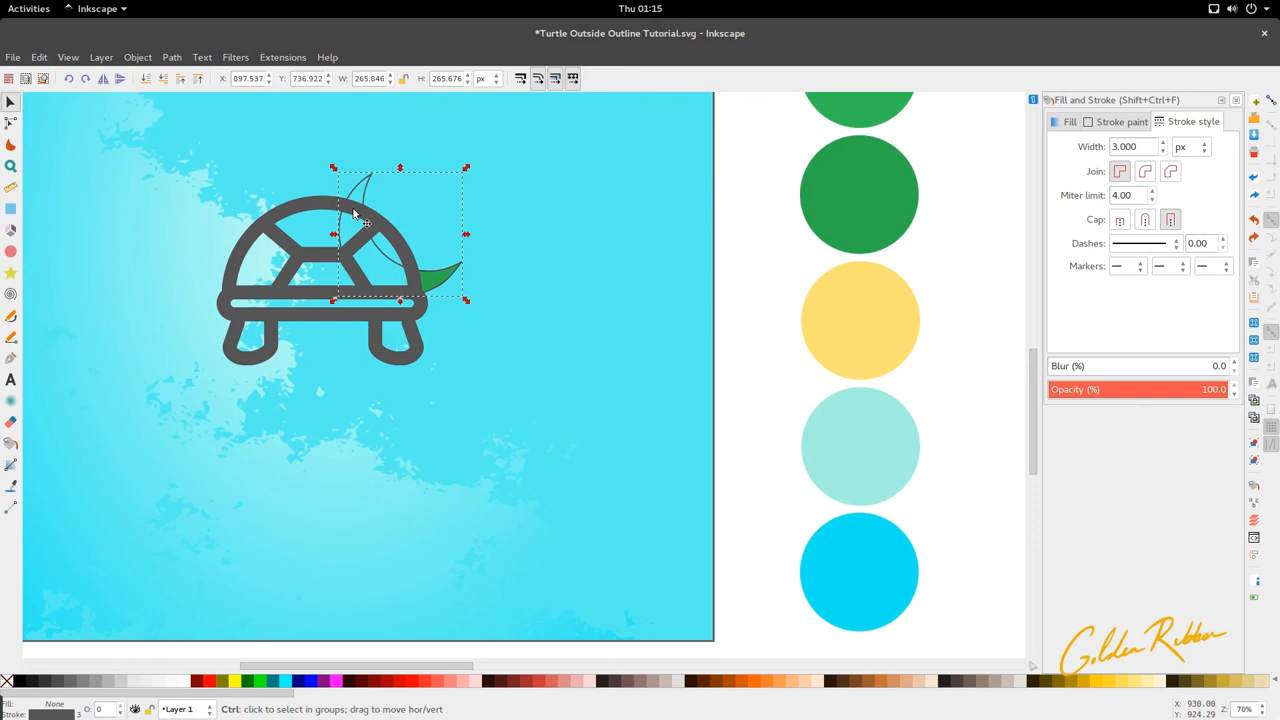 Activities Inkscape Thu 01:15
*Turtle Outside Outline Tutorial.svg - Inkscape
File Edit View Layer Object Path Text Filters Extensions Help
X: 897.537 Y: 736.922 W: 265.846 H: 265.676 px
Fill and Stroke (Shift+Ctrl+F)
Fill Stroke paint Stroke style
Width: 3.000 px
Join:
Miter limit: 4.00
Cap:
Dashes: 0.00
Markers:
Blur (%) 0.0
Opacity (%) 100.0
Golden Ribbon
Fill: None
Stroke: 3 O: 0 •Layer 1 Ctrl: click to select in groups; drag to move hor/vert X: 930.00 Y: 924.29 Z: 70%